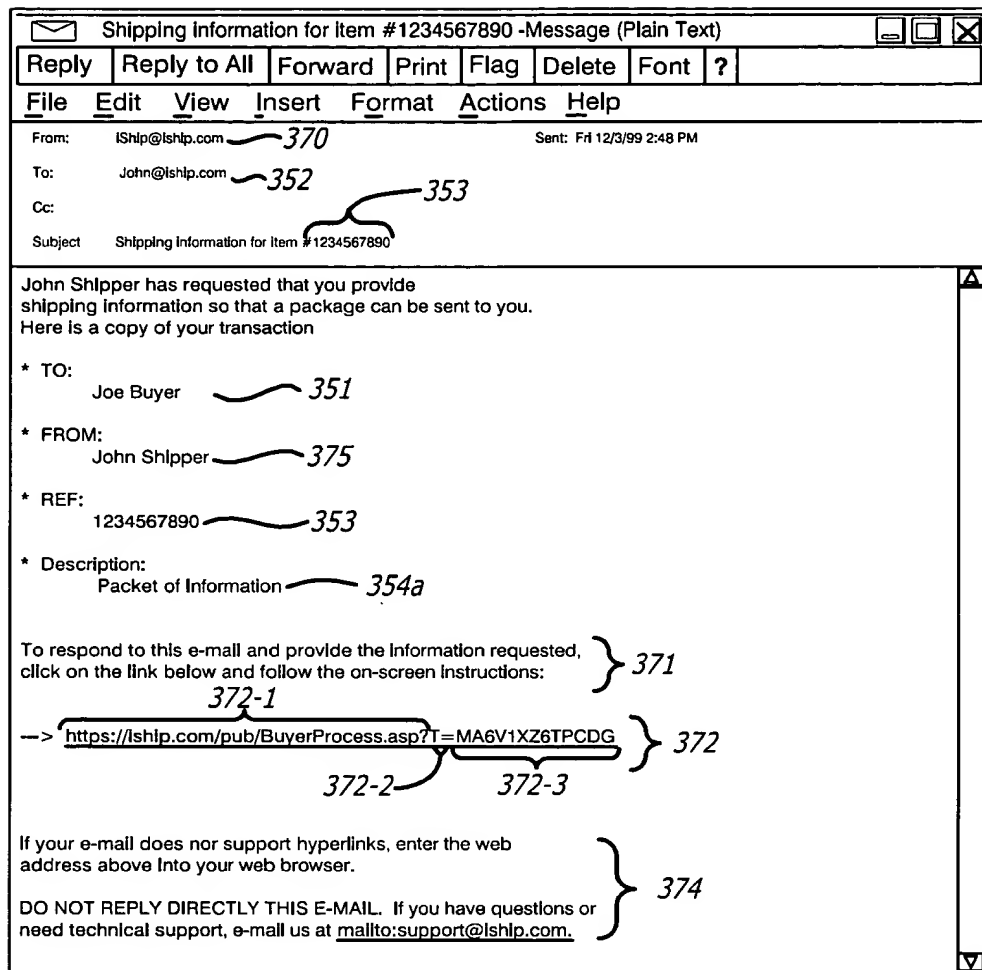 Shipping information for item #1234567890 -Message (Plain Text)
Reply Reply to All Forward Print Flag Delete Font ?
File Edit View Insert Format Actions Help
From: iShip@iship.com 370 Sent: Fri 12/3/99 2:48 PM
To: John@iship.com 352
353
Cc:
Subject Shipping information for item #1234567890
John Shipper has requested that you provide
shipping information so that a package can be sent to you.
Here is a copy of your transaction
* TO:
Joe Buyer 351
* FROM:
John Shipper 375
* REF:
1234567890 353
* Description:
Packet of Information 354a
To respond to this e-mail and provide the information requested,
click on the link below and follow the on-screen instructions:
371
372-1
—> https://iship.com/pub/BuyerProcess.asp?T=MA6V1XZ6TPCDG 372
372-2 372-3
If your e-mail does nor support hyperlinks, enter the web
address above into your web browser.
374
DO NOT REPLY DIRECTLY THIS E-MAIL. If you have questions or
need technical support, e-mail us at mailto:support@iship.com.